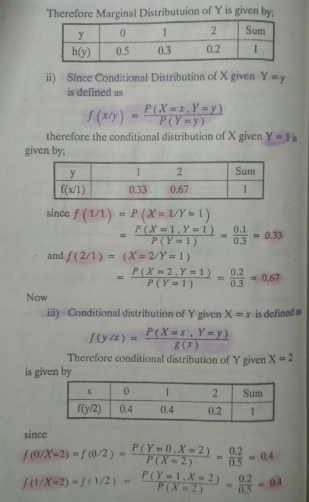 Therefore Marginal Distributuion of Y is given by;
y 0 1 2 Sum
h(y) 0.5 0.3 0.2 1
ii) Since Conditional Distribution of X given Y = y
is defined as
f (x/y) = P(X = x, Y = y) / P(Y = y)
therefore the conditional distribution of X given Y = 1 is
given by;
y 1 2 Sum
f(x/1) 0.33 0.67 1
since f (1/1) = P (X = 1/Y = 1)
= P(X = 1, Y = 1) / P(Y = 1) = 0.1 / 0.3 = 0.33
and f(2/1) = (X = 2/Y = 1)
= P(X = 2, Y = 1) / P(Y = 1) = 0.2 / 0.3 = 0.67
Now
iii) Conditional distribution of Y given X = x is defined as
f(y/x) = P(X = x, Y = y) / g(x)
Therefore conditional distribution of Y given X = 2
is given by
x 0 1 2 Sum
f(y/2) 0.4 0.4 0.2 1
since
f(0/X=2) = f(0/2) = P(Y = 0, X = 2) / P(X = 2) = 0.2 / 0.5 = 0.4
f(1/X=2) = f(1/2) = P(Y = 1, X = 2) / P(X = 2) = 0.2 / 0.5 = 0.4